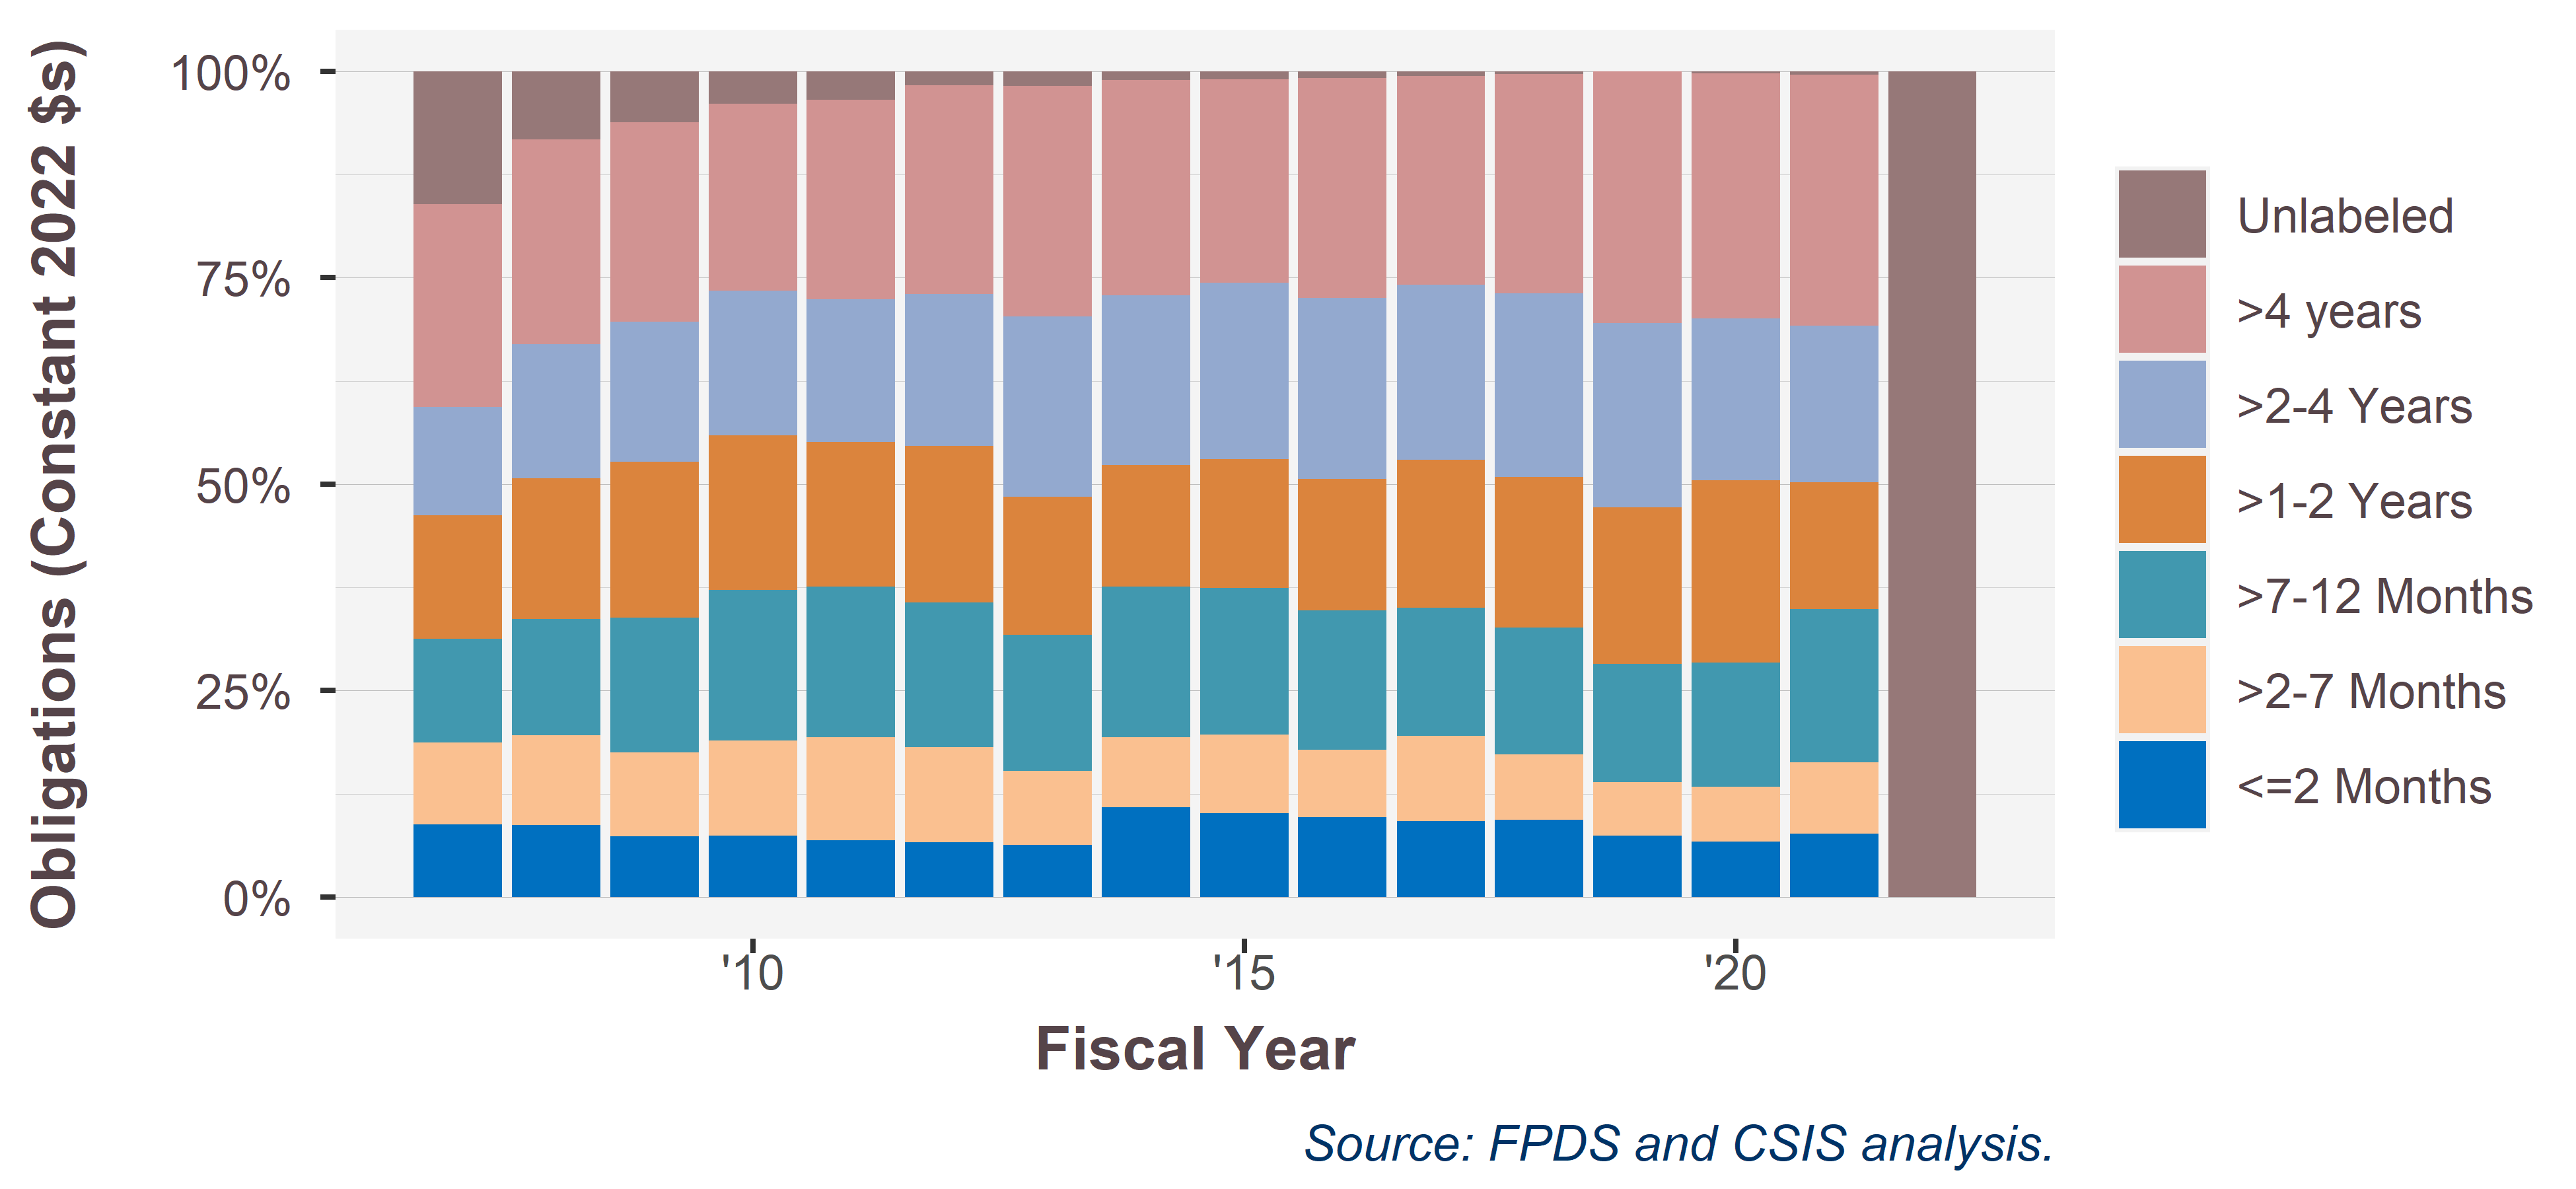 Obligations (Constant 2022 $s)
100%
75%
50%
25%
0%
'10
'15
'20
Fiscal Year
Unlabeled
>4 years
>2-4 Years
>1-2 Years
>7-12 Months
>2-7 Months
<=2 Months
Source: FPDS and CSIS analysis.